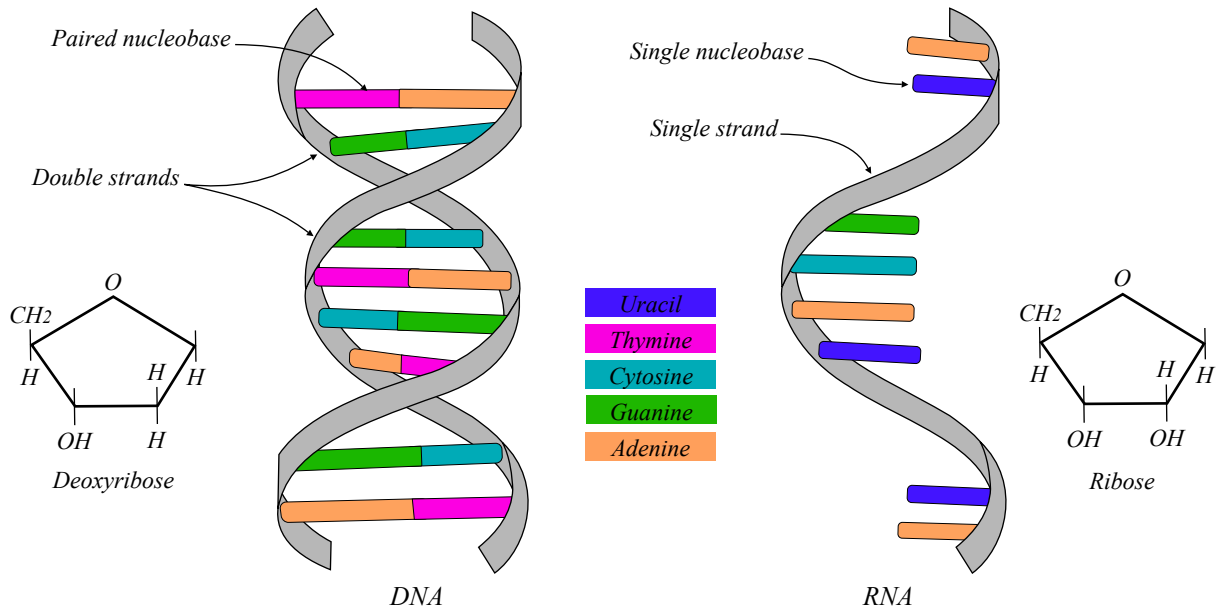 Paired nucleobase
Double strands
O
CH2
H
H
H
OH
H
Deoxyribose
DNA
Uracil
Thymine
Cytosine
Guanine
Adenine
Single nucleobase
Single strand
O
CH2
H
H
H
OH
OH
Ribose
RNA